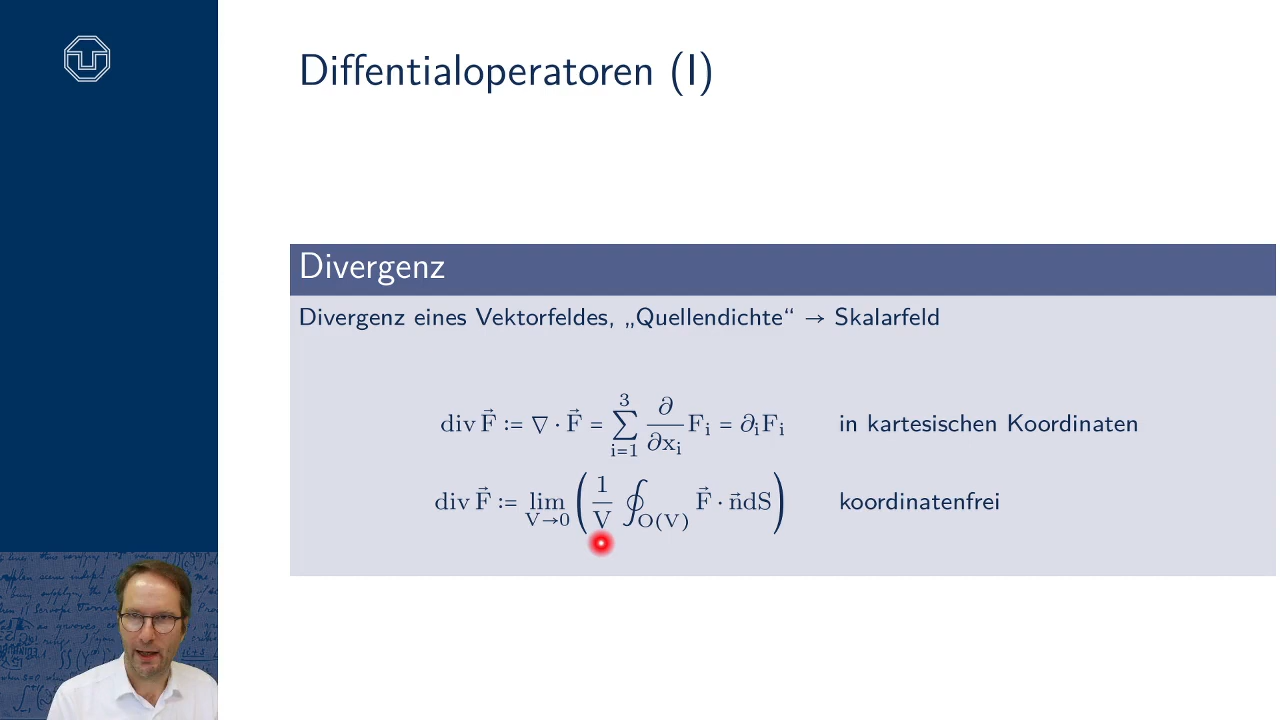 Diffentialoperatoren (I)
Divergenz
Divergenz eines Vektorfeldes, „Quellendichte“ → Skalarfeld
div F⃗ := ∇ · F⃗ = ∑_{i=1}^{3} ∂/∂x_i F_i = ∂_i F_i in kartesischen Koordinaten
div F⃗ := lim_{V→0} ( 1/V ∮_{O(V)} F⃗ · n⃗ dS ) koordinatenfrei